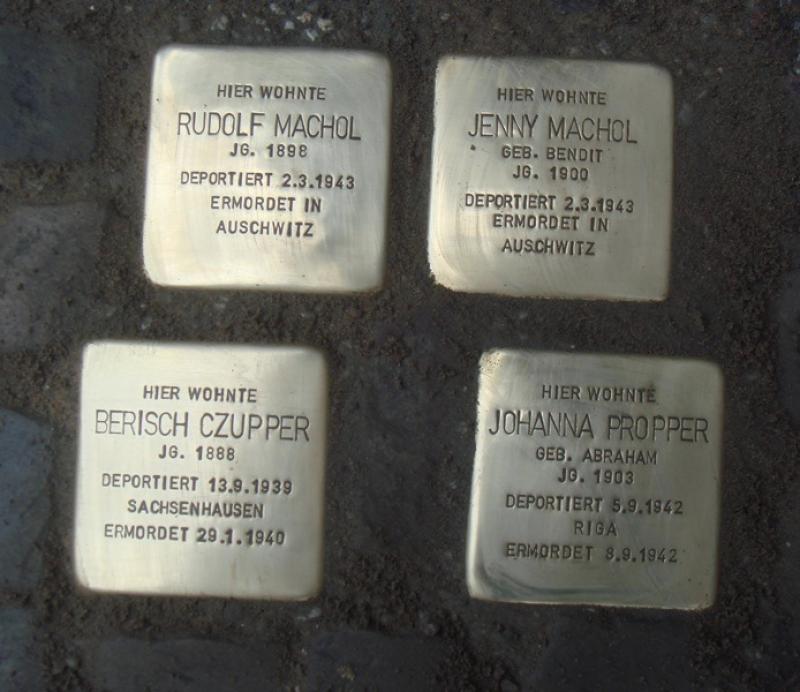 HIER WOHNTE
RUDOLF MACHOL
JG. 1898
DEPORTIERT 2.3.1943
ERMORDET IN
AUSCHWITZ
HIER WOHNTE
JENNY MACHOL
GEB. BENDIT
JG. 1900
DEPORTIERT 2.3.1943
ERMORDET IN
AUSCHWITZ
HIER WOHNTE
BERISCH CZUPPER
JG. 1888
DEPORTIERT 13.9.1939
SACHSENHAUSEN
ERMORDET 29.1.1940
HIER WOHNTE
JOHANNA PROPPER
GEB. ABRAHAM
JG. 1903
DEPORTIERT 5.9.1942
RIGA
ERMORDET 8.9.1942